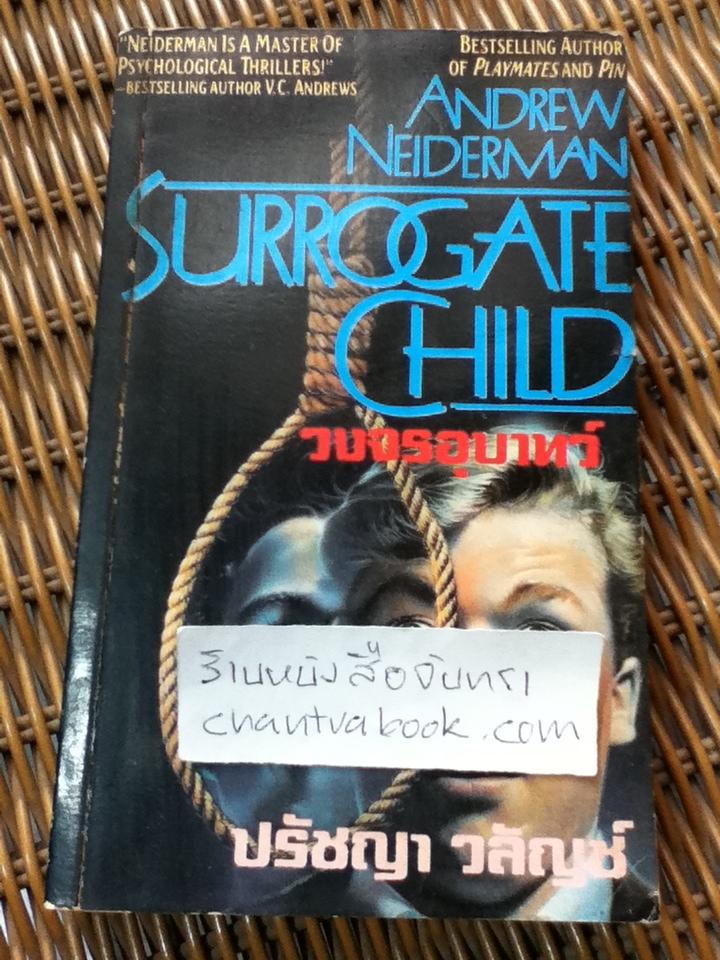 "NEIDERMAN IS A MASTER OF
PSYCHOLOGICAL THRILLERS!"
—BESTSELLING AUTHOR V.C. ANDREWS
BESTSELLING AUTHOR
OF PLAYMATES AND PIN
ANDREW
NEIDERMAN
SURROGATE
CHILD
วงจรอุบาทว์
ร้านหนังสือจันทรา
chantrabook.com
ปรัชญา วลัญช์